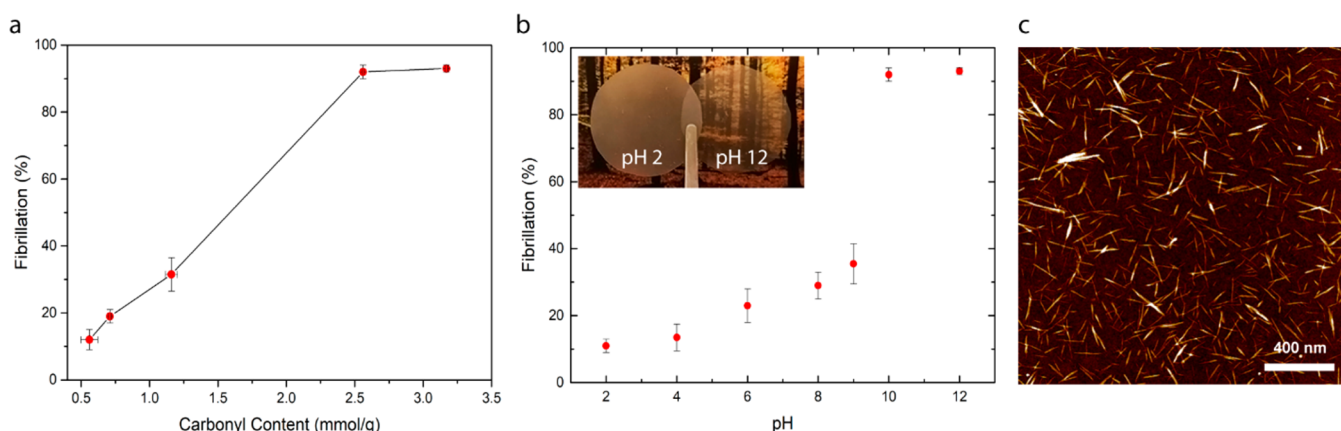 a
100
80
60
40
20
0
0.5 1.0 1.5 2.0 2.5 3.0 3.5
Fibrillation (%)
Carbonyl Content (mmol/g)
b
100
80
60
40
20
0
2 4 6 8 10 12
Fibrillation (%)
pH
pH 2
pH 12
c
400 nm